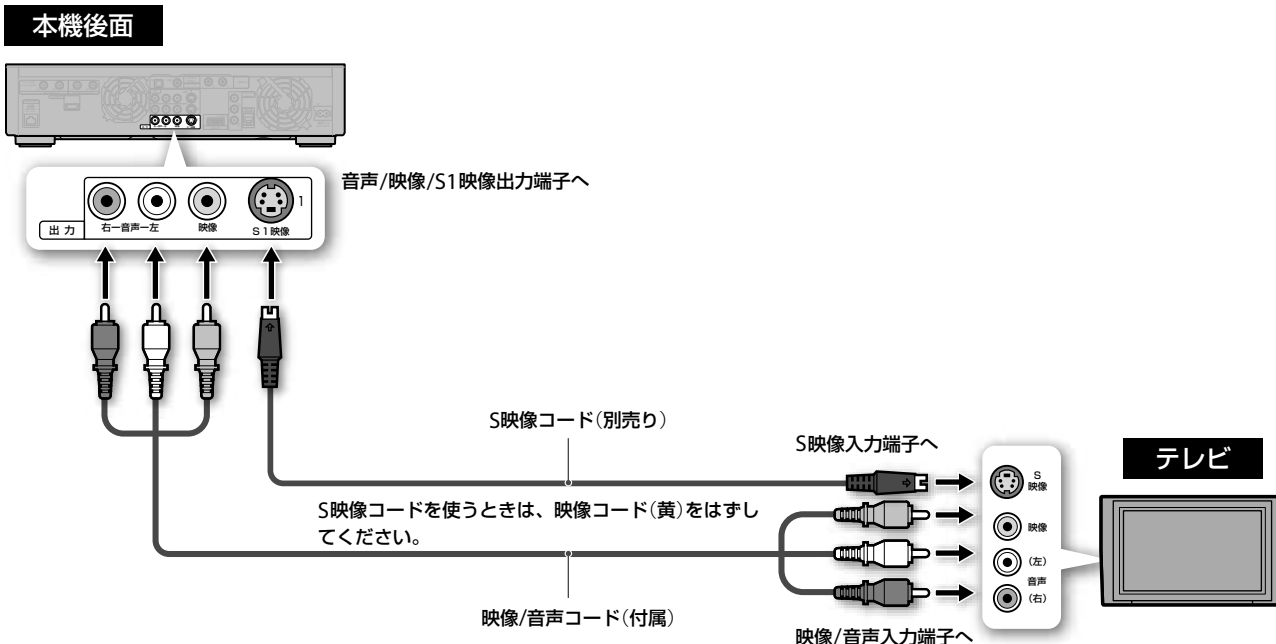 本機後面
音声/映像/S1映像出力端子へ
1
出力
右ー音声ー左
映像
S1映像
S映像コード(別売り)
S映像入力端子へ
テレビ
S
映像
S映像コードを使うときは、映像コード(黄)をはずし
てください。
映像
(左)
音声
(右)
映像/音声コード(付属)
映像/音声入力端子へ